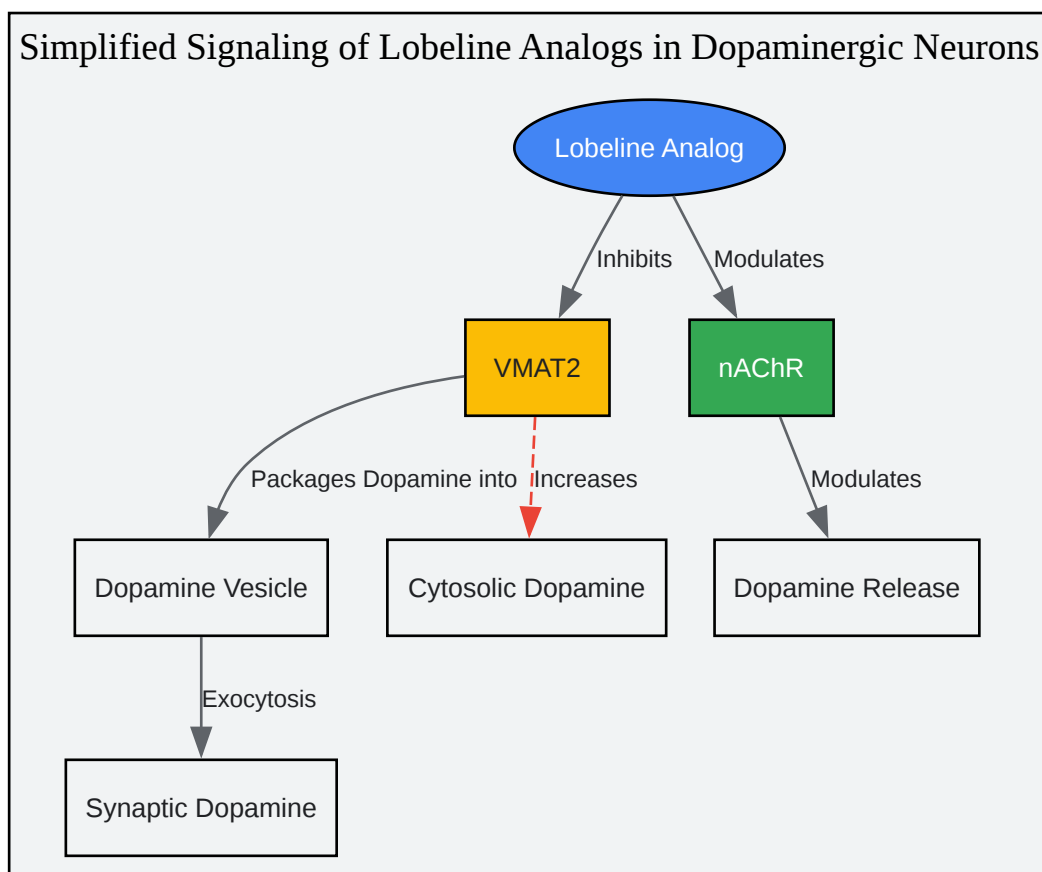 Simplified Signaling of Lobeline Analogs in Dopaminergic Neurons
Lobeline Analog
Inhibits
Modulates
VMAT2
nAChR
Packages Dopamine into
Increases
Modulates
Dopamine Vesicle
Cytosolic Dopamine
Dopamine Release
Exocytosis
Synaptic Dopamine